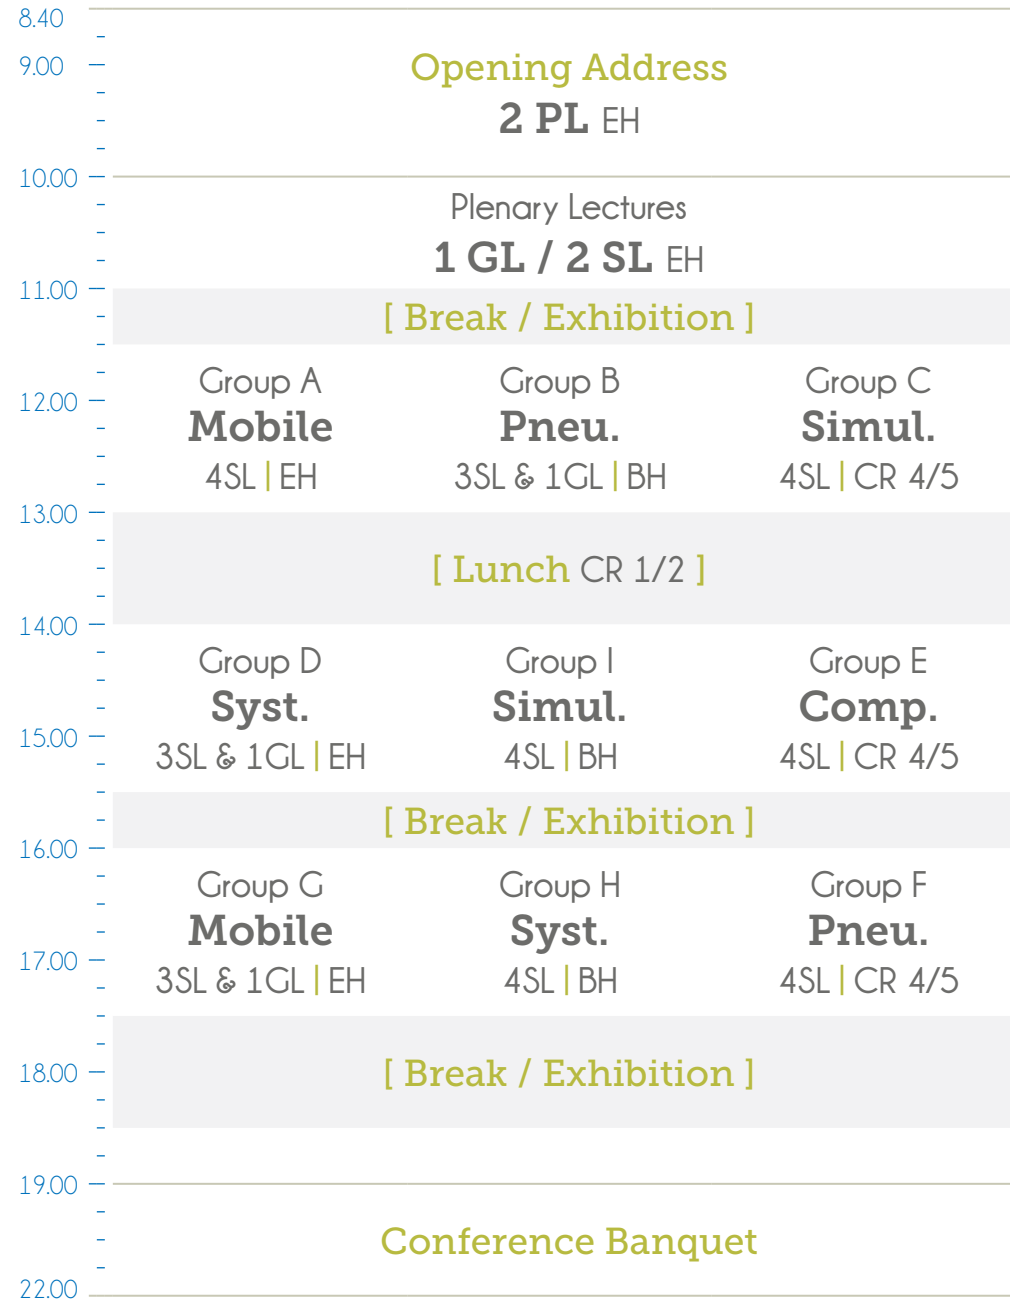 8.40
9.00
Opening Address
2 PL EH
10.00
Plenary Lectures
1 GL / 2 SL EH
11.00
[ Break / Exhibition ]
Group A Group B Group C
12.00
Mobile Pneu. Simul.
4SL | EH 3SL & 1GL | BH 4SL | CR 4/5
13.00
[ Lunch CR 1/2 ]
14.00
Group D Group I Group E
Syst. Simul. Comp.
15.00
3SL & 1GL | EH 4SL | BH 4SL | CR 4/5
[ Break / Exhibition ]
16.00
Group G Group H Group F
Mobile Syst. Pneu.
17.00
3SL & 1GL | EH 4SL | BH 4SL | CR 4/5
18.00
[ Break / Exhibition ]
19.00
Conference Banquet
22.00